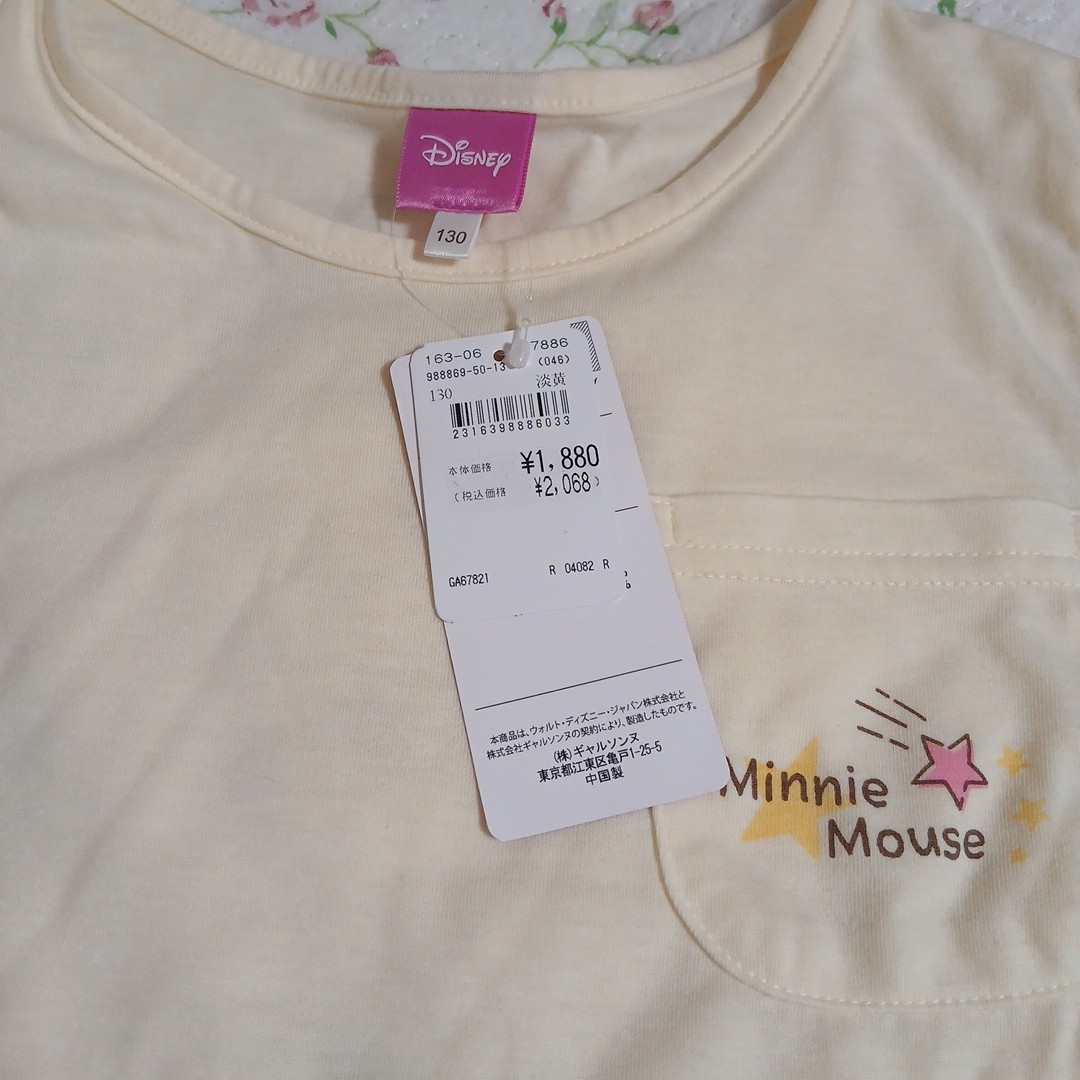 Disney
130
163-06 7886
988869-50-13 (046)
130 淡黄
2316398886033
本体価格 ¥1,880
(税込価格 ¥2,068)
GA67821 R 04082 R
本商品は、ウォルト・ディズニー・ジャパン株式会社と
株式会社ギャルソンヌの契約により、製造したものです。
(株)ギャルソンヌ
東京都江東区亀戸1-25-5
中国製
Minnie
Mouse